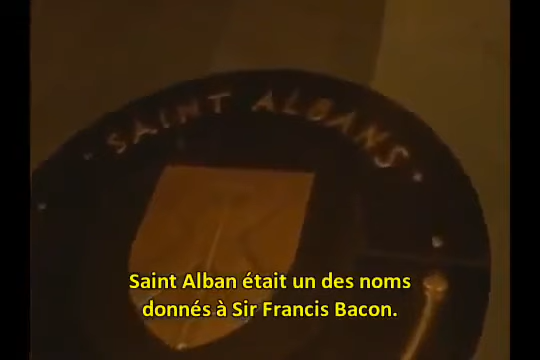 · SAINT ALBANS ·
Saint Alban était un des noms
donnés à Sir Francis Bacon.